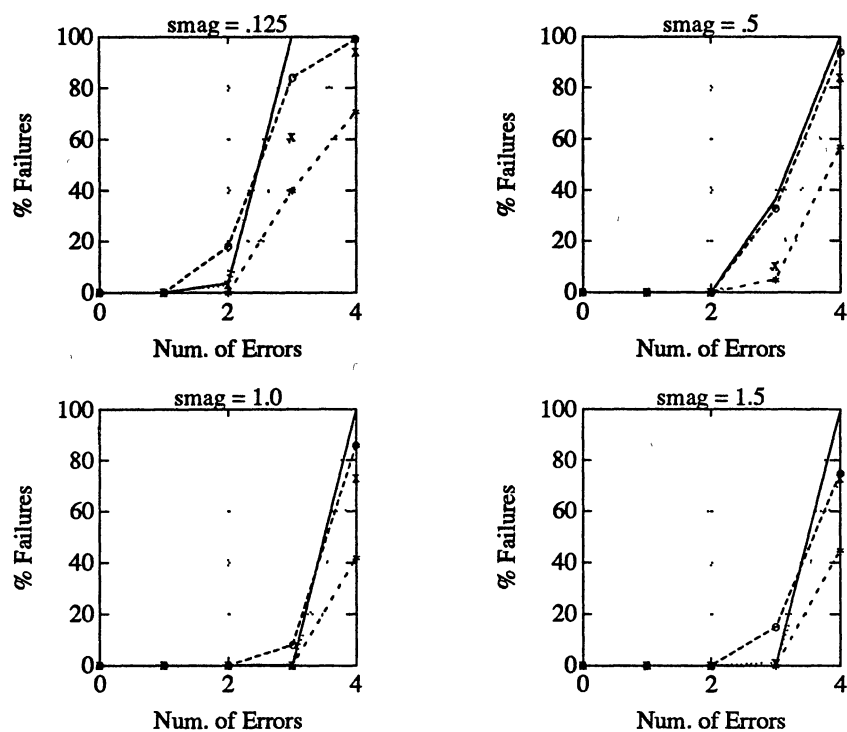 smag = .125
100
80
60
40
20
0
% Failures
0 2 4
Num. of Errors
smag = .5
100
80
60
40
20
0
% Failures
0 2 4
Num. of Errors
smag = 1.0
100
80
60
40
20
0
% Failures
0 2 4
Num. of Errors
smag = 1.5
100
80
60
40
20
0
% Failures
0 2 4
Num. of Errors